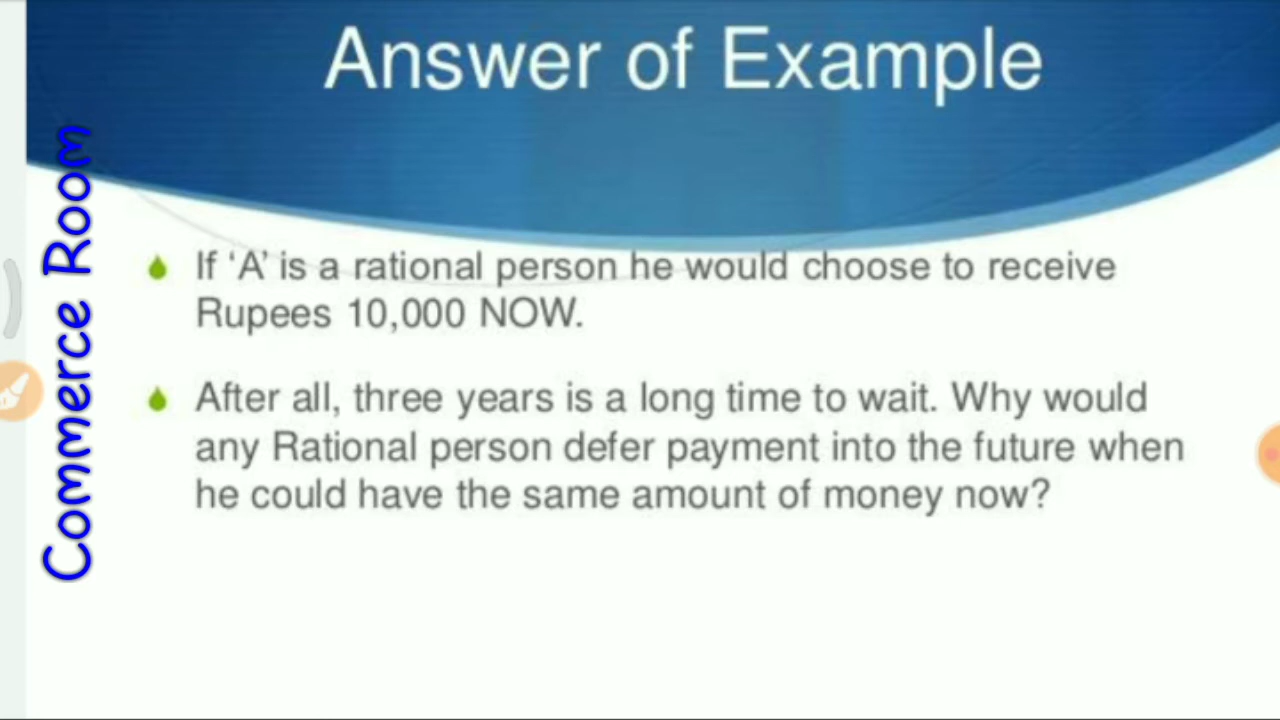 Answer of Example
Commerce Room
If ‘A’ is a rational person he would choose to receive
Rupees 10,000 NOW.
After all, three years is a long time to wait. Why would
any Rational person defer payment into the future when
he could have the same amount of money now?